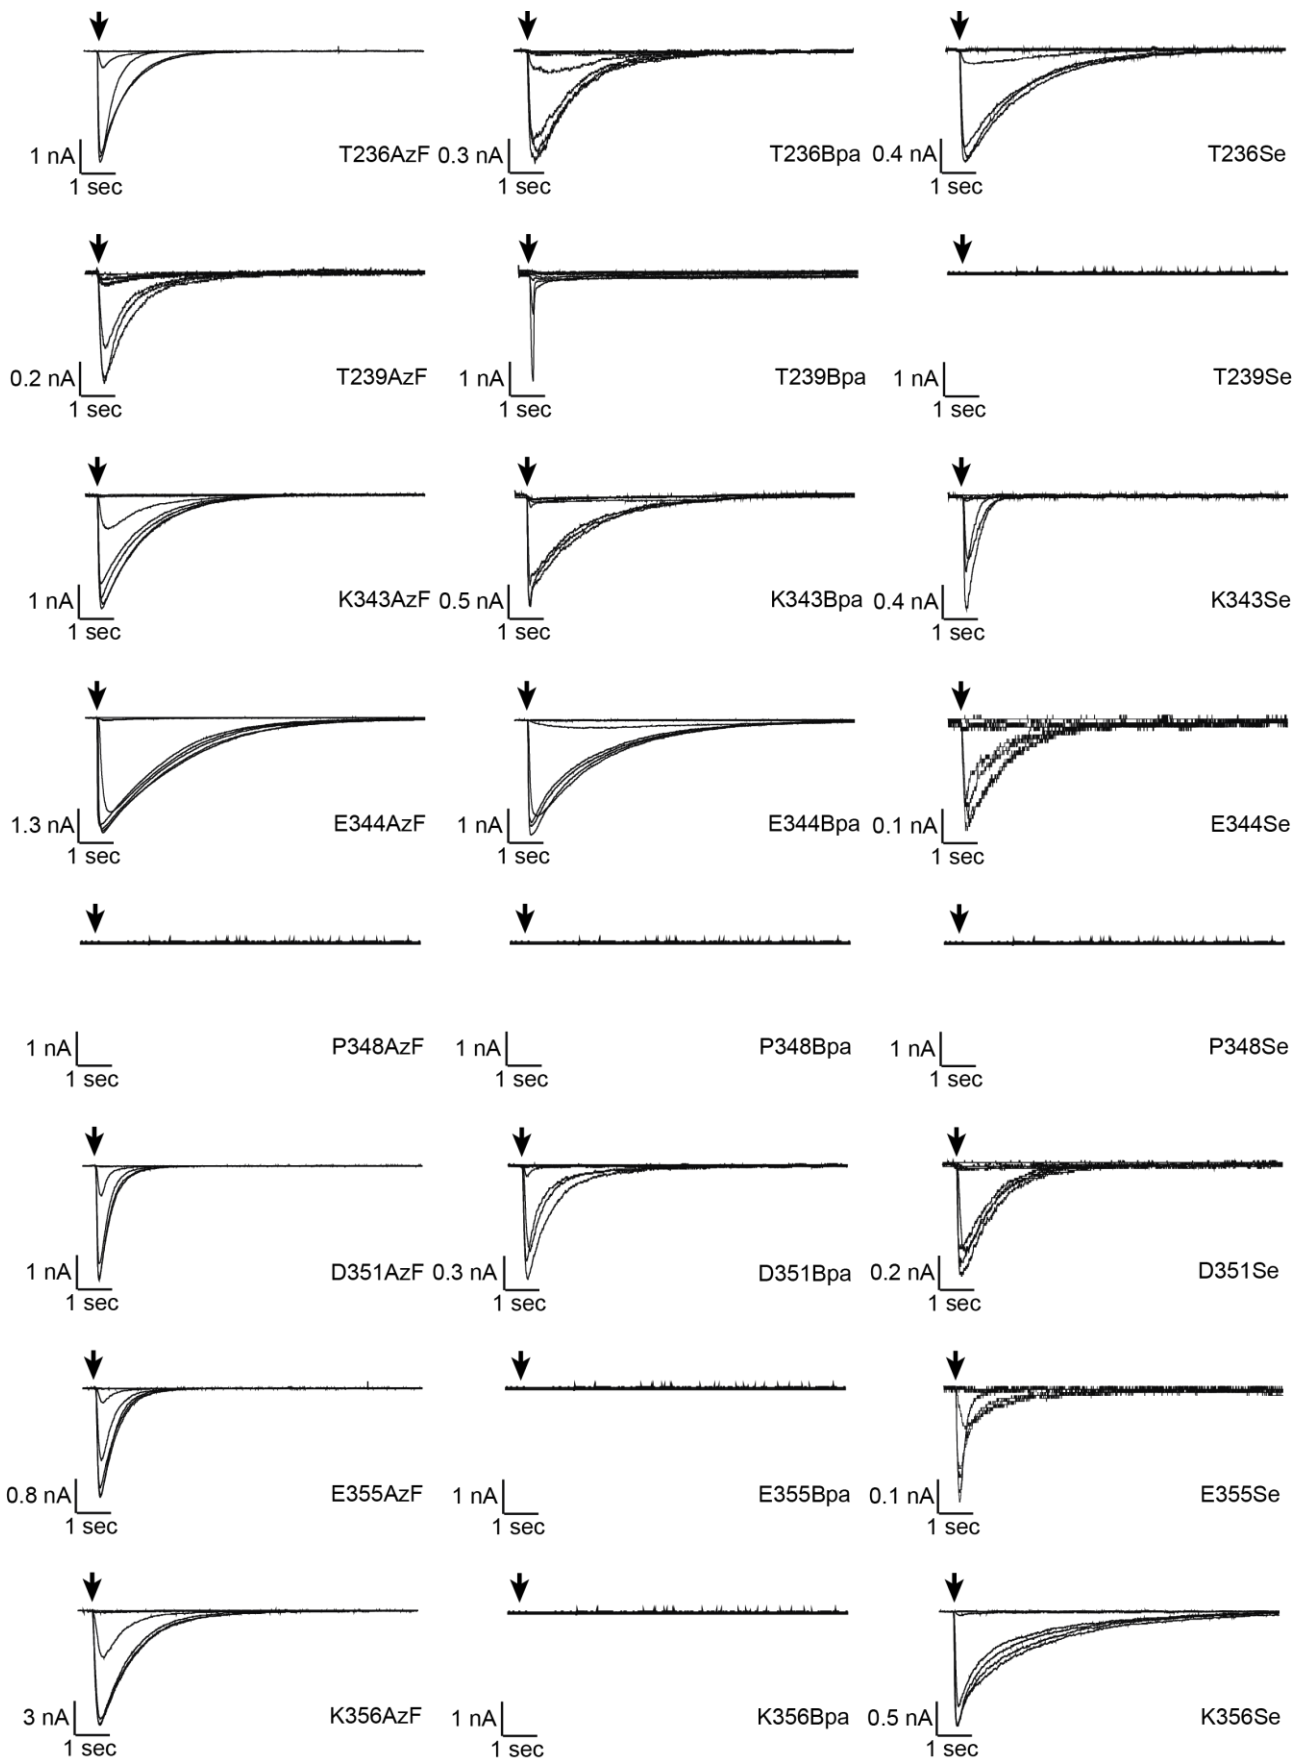 1 nA T236AzF 0.3 nA T236Bpa 0.4 nA T236Se
1 sec 1 sec 1 sec
0.2 nA T239AzF 1 nA T239Bpa 1 nA T239Se
1 sec 1 sec 1 sec
1 nA K343AzF 0.5 nA K343Bpa 0.4 nA K343Se
1 sec 1 sec 1 sec
1.3 nA E344AzF 1 nA E344Bpa 0.1 nA E344Se
1 sec 1 sec 1 sec
1 nA P348AzF 1 nA P348Bpa 1 nA P348Se
1 sec 1 sec 1 sec
1 nA D351AzF 0.3 nA D351Bpa 0.2 nA D351Se
1 sec 1 sec 1 sec
0.8 nA E355AzF 1 nA E355Bpa 0.1 nA E355Se
1 sec 1 sec 1 sec
3 nA K356AzF 1 nA K356Bpa 0.5 nA K356Se
1 sec 1 sec 1 sec